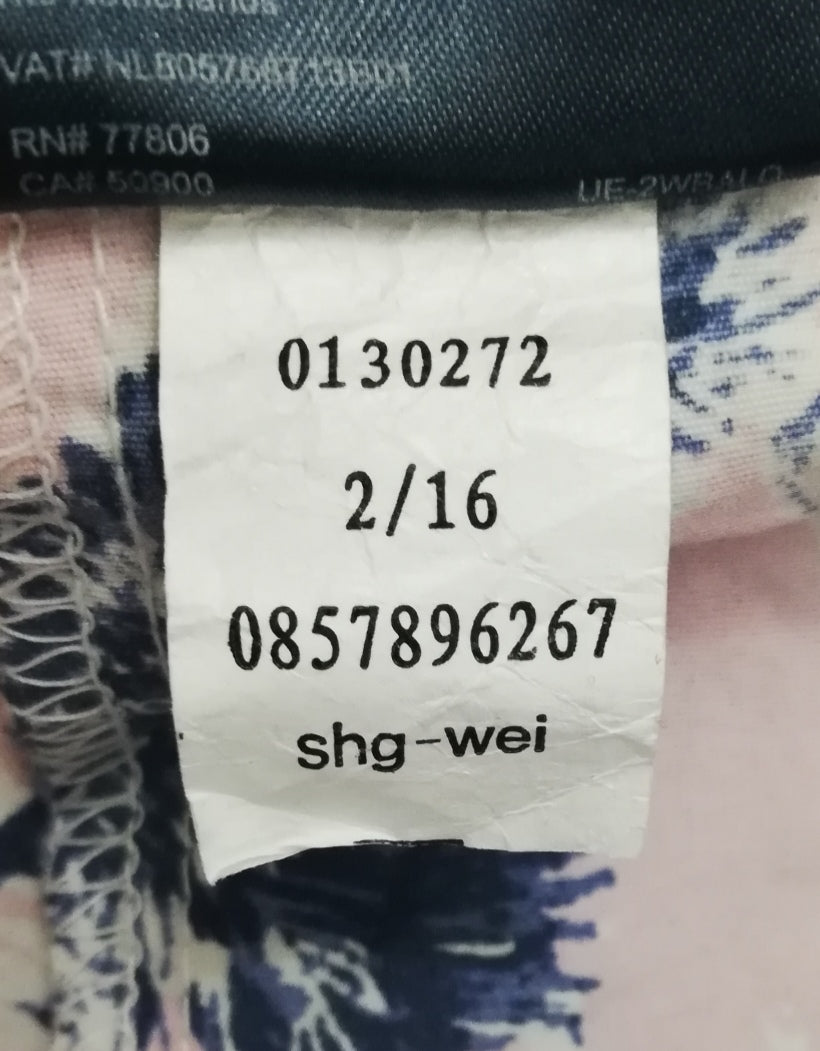 VAT# NL805768713B01
RN# 77806
CA# 50900
0130272
2/16
0857896267
shg-wei